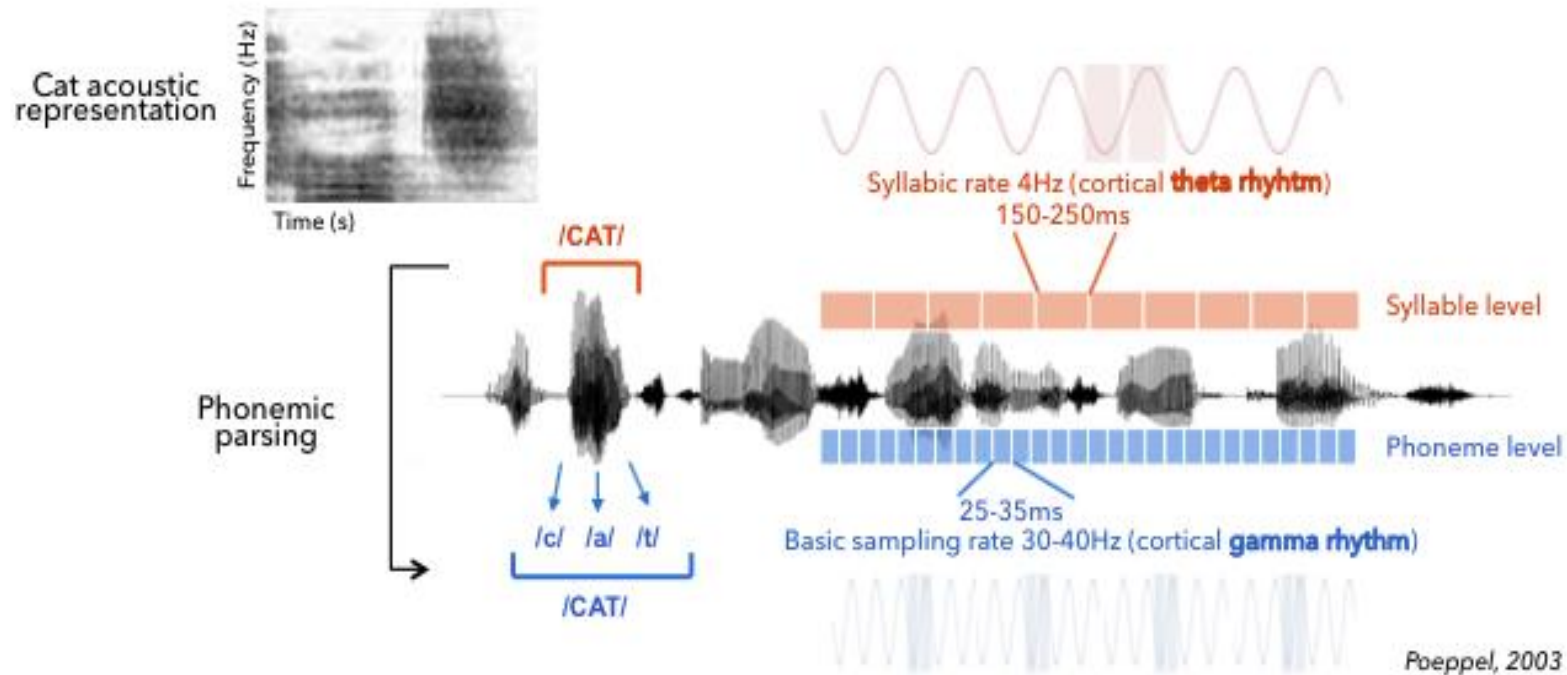 Cat acoustic
representation
Frequency (Hz)
Time (s)
Syllabic rate 4Hz (cortical theta rhyhtm)
150-250ms
/CAT/
Syllable level
Phonemic
parsing
Phoneme level
25-35ms
/c/ /a/ /t/
Basic sampling rate 30-40Hz (cortical gamma rhythm)
/CAT/
Poeppel, 2003